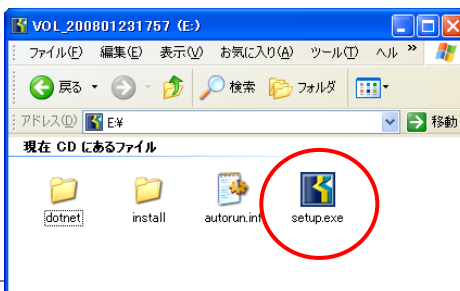 VOL_200801231757 (E:)
ファイル(F) 編集(E) 表示(V) お気に入り(A) ツール(T) ヘル »
戻る 検索 フォルダ
アドレス(D) E:¥ 移動
現在 CD にあるファイル
dotnet install autorun.inf setup.exe